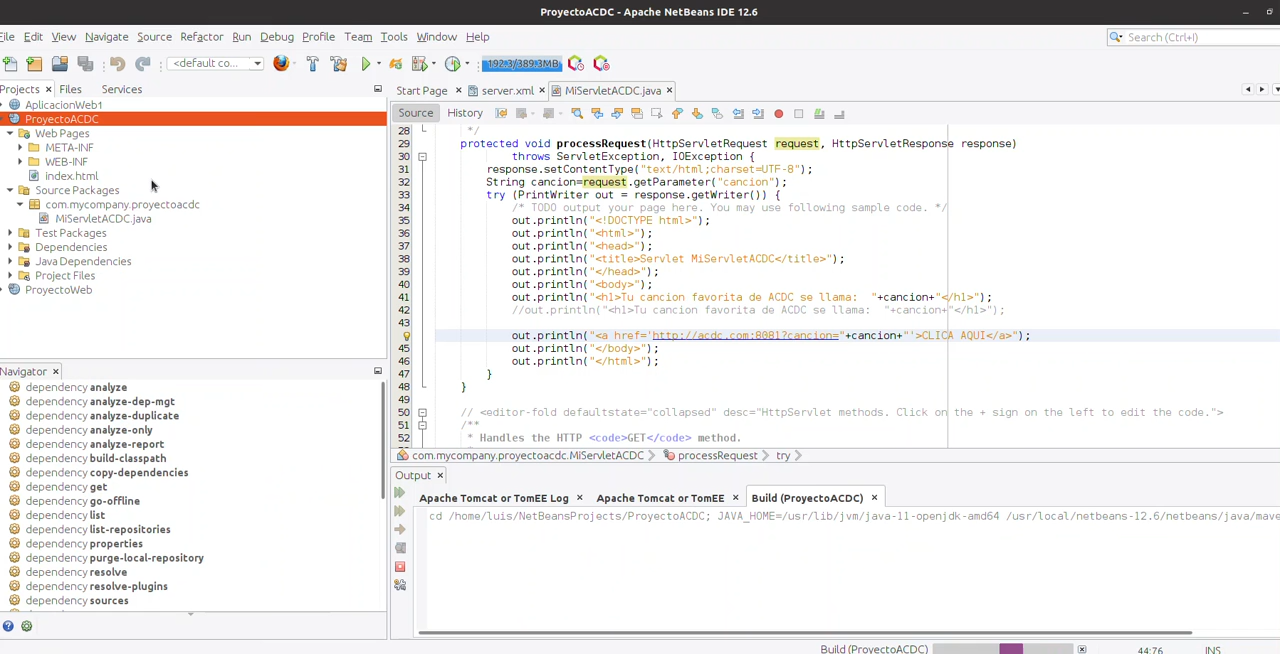 ProyectoACDC - Apache NetBeans IDE 12.6
File Edit View Navigate Source Refactor Run Debug Profile Team Tools Window Help
Search (Ctrl+I)
<default co...
192.3/389.3MB
Projects Files Services
AplicacionWeb1
ProyectoACDC
Web Pages
META-INF
WEB-INF
index.html
Source Packages
com.mycompany.proyectoacdc
MiServletACDC.java
Test Packages
Dependencies
Java Dependencies
Project Files
ProyectoWeb
Navigator
dependency analyze
dependency analyze-dep-mgt
dependency analyze-duplicate
dependency analyze-only
dependency analyze-report
dependency build-classpath
dependency copy-dependencies
dependency get
dependency go-offline
dependency list
dependency list-repositories
dependency properties
dependency purge-local-repository
dependency resolve
dependency resolve-plugins
dependency sources
Start Page server.xml MiServletACDC.java
Source History
28 */
29 protected void processRequest(HttpServletRequest request, HttpServletResponse response)
30 throws ServletException, IOException {
31 response.setContentType("text/html;charset=UTF-8");
32 String cancion=request.getParameter("cancion");
33 try (PrintWriter out = response.getWriter()) {
34 /* TODO output your page here. You may use following sample code. */
35 out.println("<!DOCTYPE html>");
36 out.println("<html>");
37 out.println("<head>");
38 out.println("<title>Servlet MiServletACDC</title>");
39 out.println("</head>");
40 out.println("<body>");
41 out.println("<h1>Tu cancion favorita de ACDC se llama:  "+cancion+"</h1>");
42 //out.println("<h1>Tu cancion favorita de ACDC se llama:  "+cancion+"</h1>");
43
out.println("<a href='http://acdc.com:8081?cancion="+cancion+"'>CLICA AQUI</a>");
45 out.println("</body>");
46 out.println("</html>");
47 }
48 }
50 // <editor-fold defaultstate="collapsed" desc="HttpServlet methods. Click on the + sign on the left to edit the code.">
51 /**
52 * Handles the HTTP <code>GET</code> method.
com.mycompany.proyectoacdc.MiServletACDC processRequest try
Output
Apache Tomcat or TomEE Log Apache Tomcat or TomEE Build (ProyectoACDC)
cd /home/luis/NetBeansProjects/ProyectoACDC; JAVA_HOME=/usr/lib/jvm/java-11-openjdk-amd64 /usr/local/netbeans-12.6/netbeans/java/mave
Build (ProyectoACDC) 44:76 INS